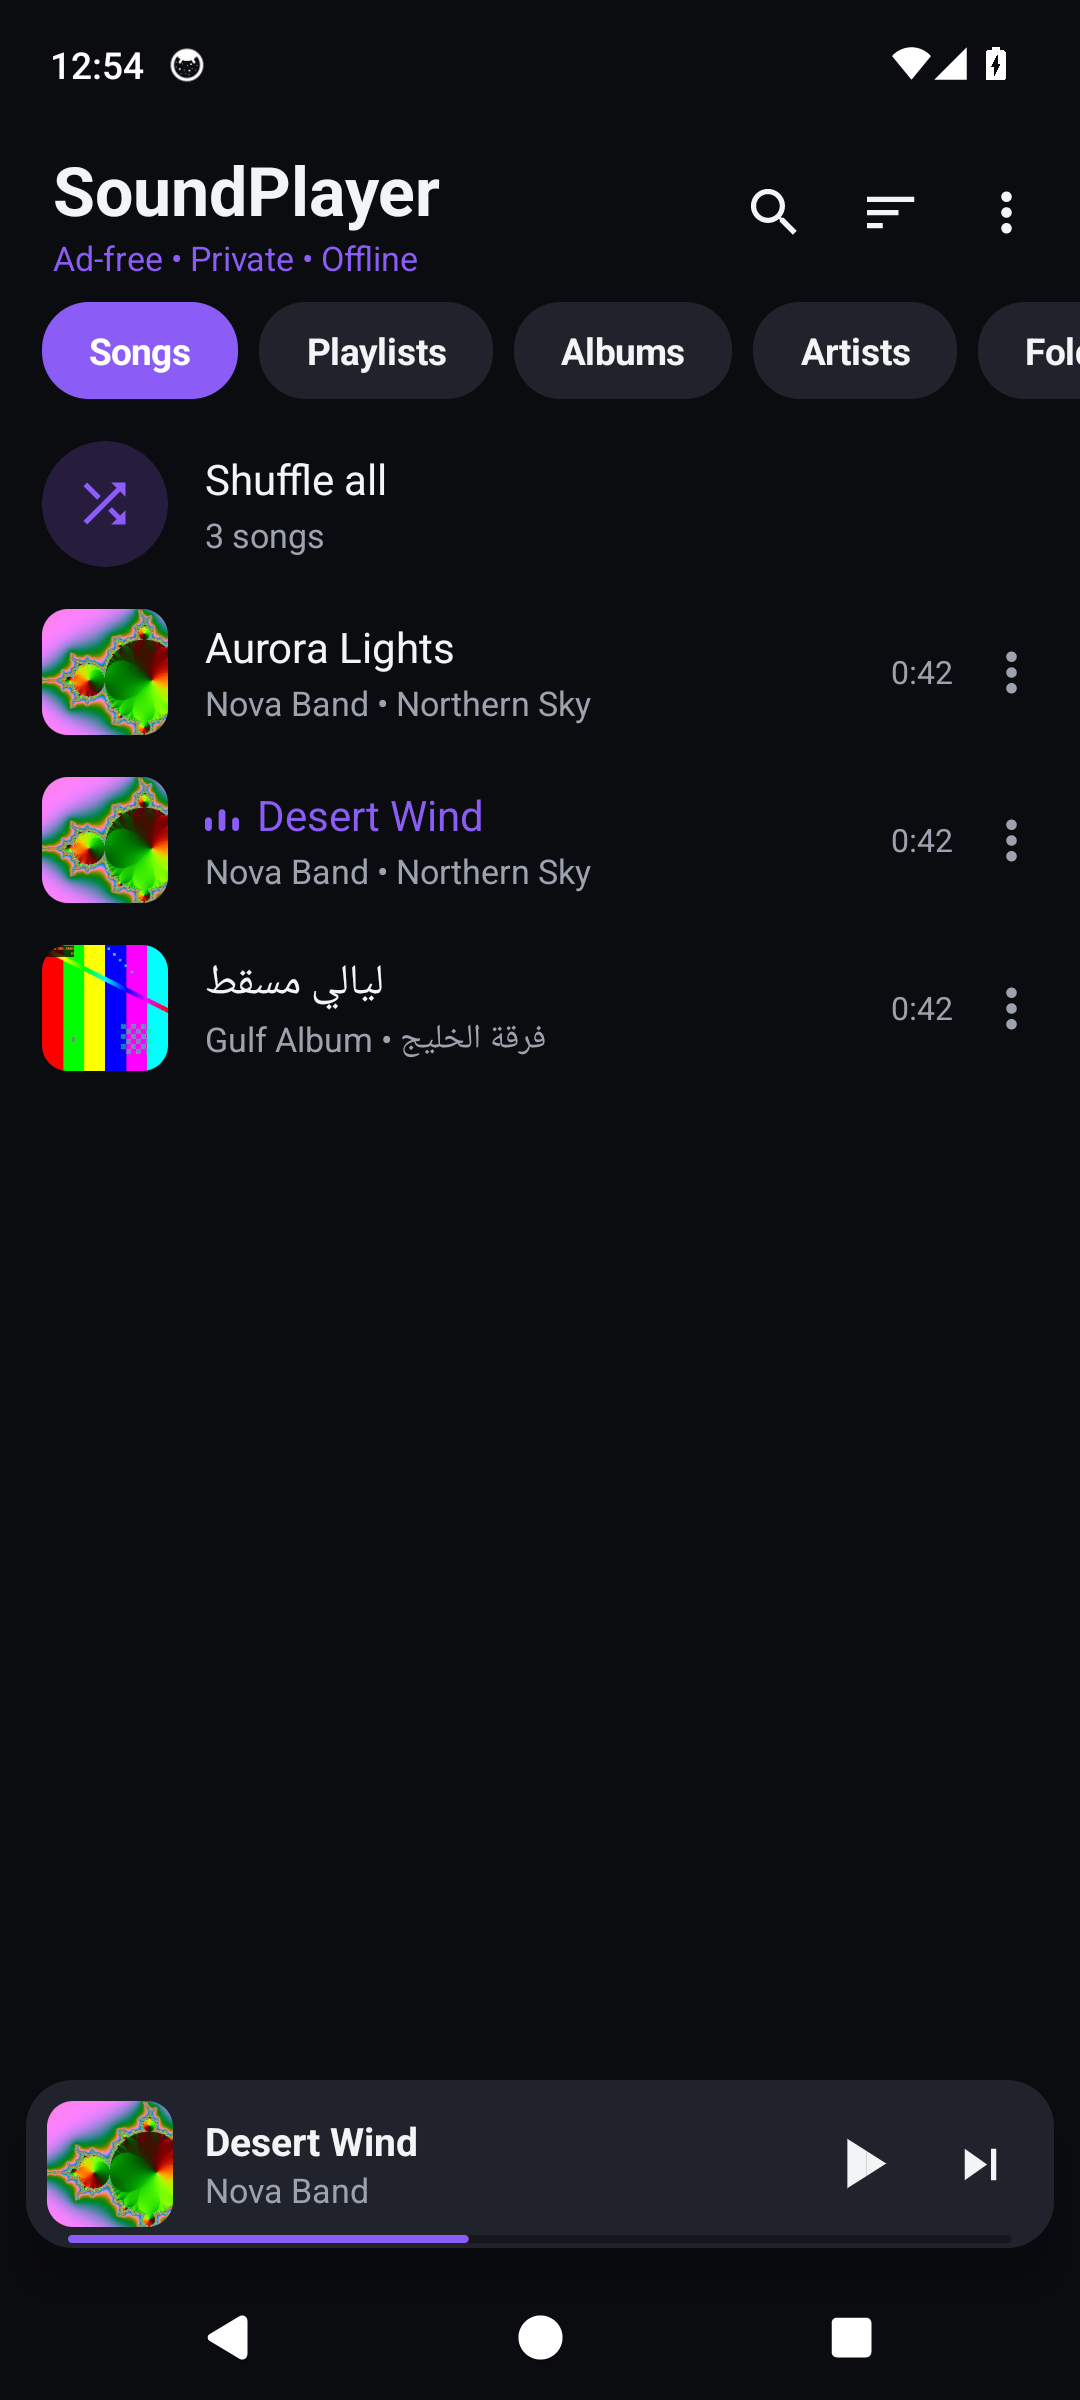 12:54
SoundPlayer
Ad-free • Private • Offline
Songs
Playlists
Albums
Artists
Fol
Shuffle all
3 songs
Aurora Lights
Nova Band • Northern Sky
0:42
Desert Wind
Nova Band • Northern Sky
0:42
ليالي مسقط
Gulf Album • فرقة الخليج
0:42
Desert Wind
Nova Band